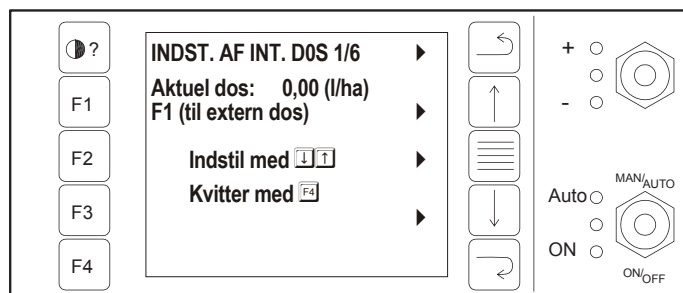 ?
F1
F2
F3
F4
INDST. AF INT. D0S 1/6
Aktuel dos: 0,00 (l/ha)
F1 (til extern dos)
Indstil med ↓ ↑
Kvitter med F4
+
-
Auto
ON
MAN/AUTO
ON/OFF